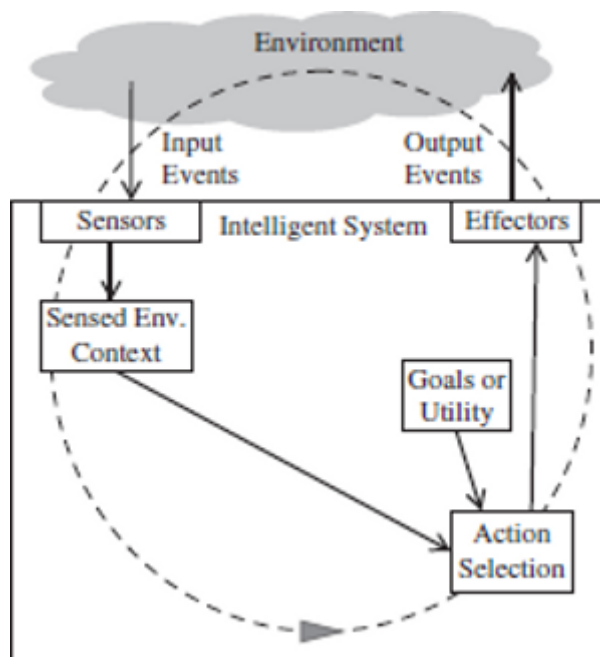 Environment
Input
Events
Output
Events
Sensors
Intelligent System
Effectors
Sensed Env.
Context
Goals or
Utility
Action
Selection